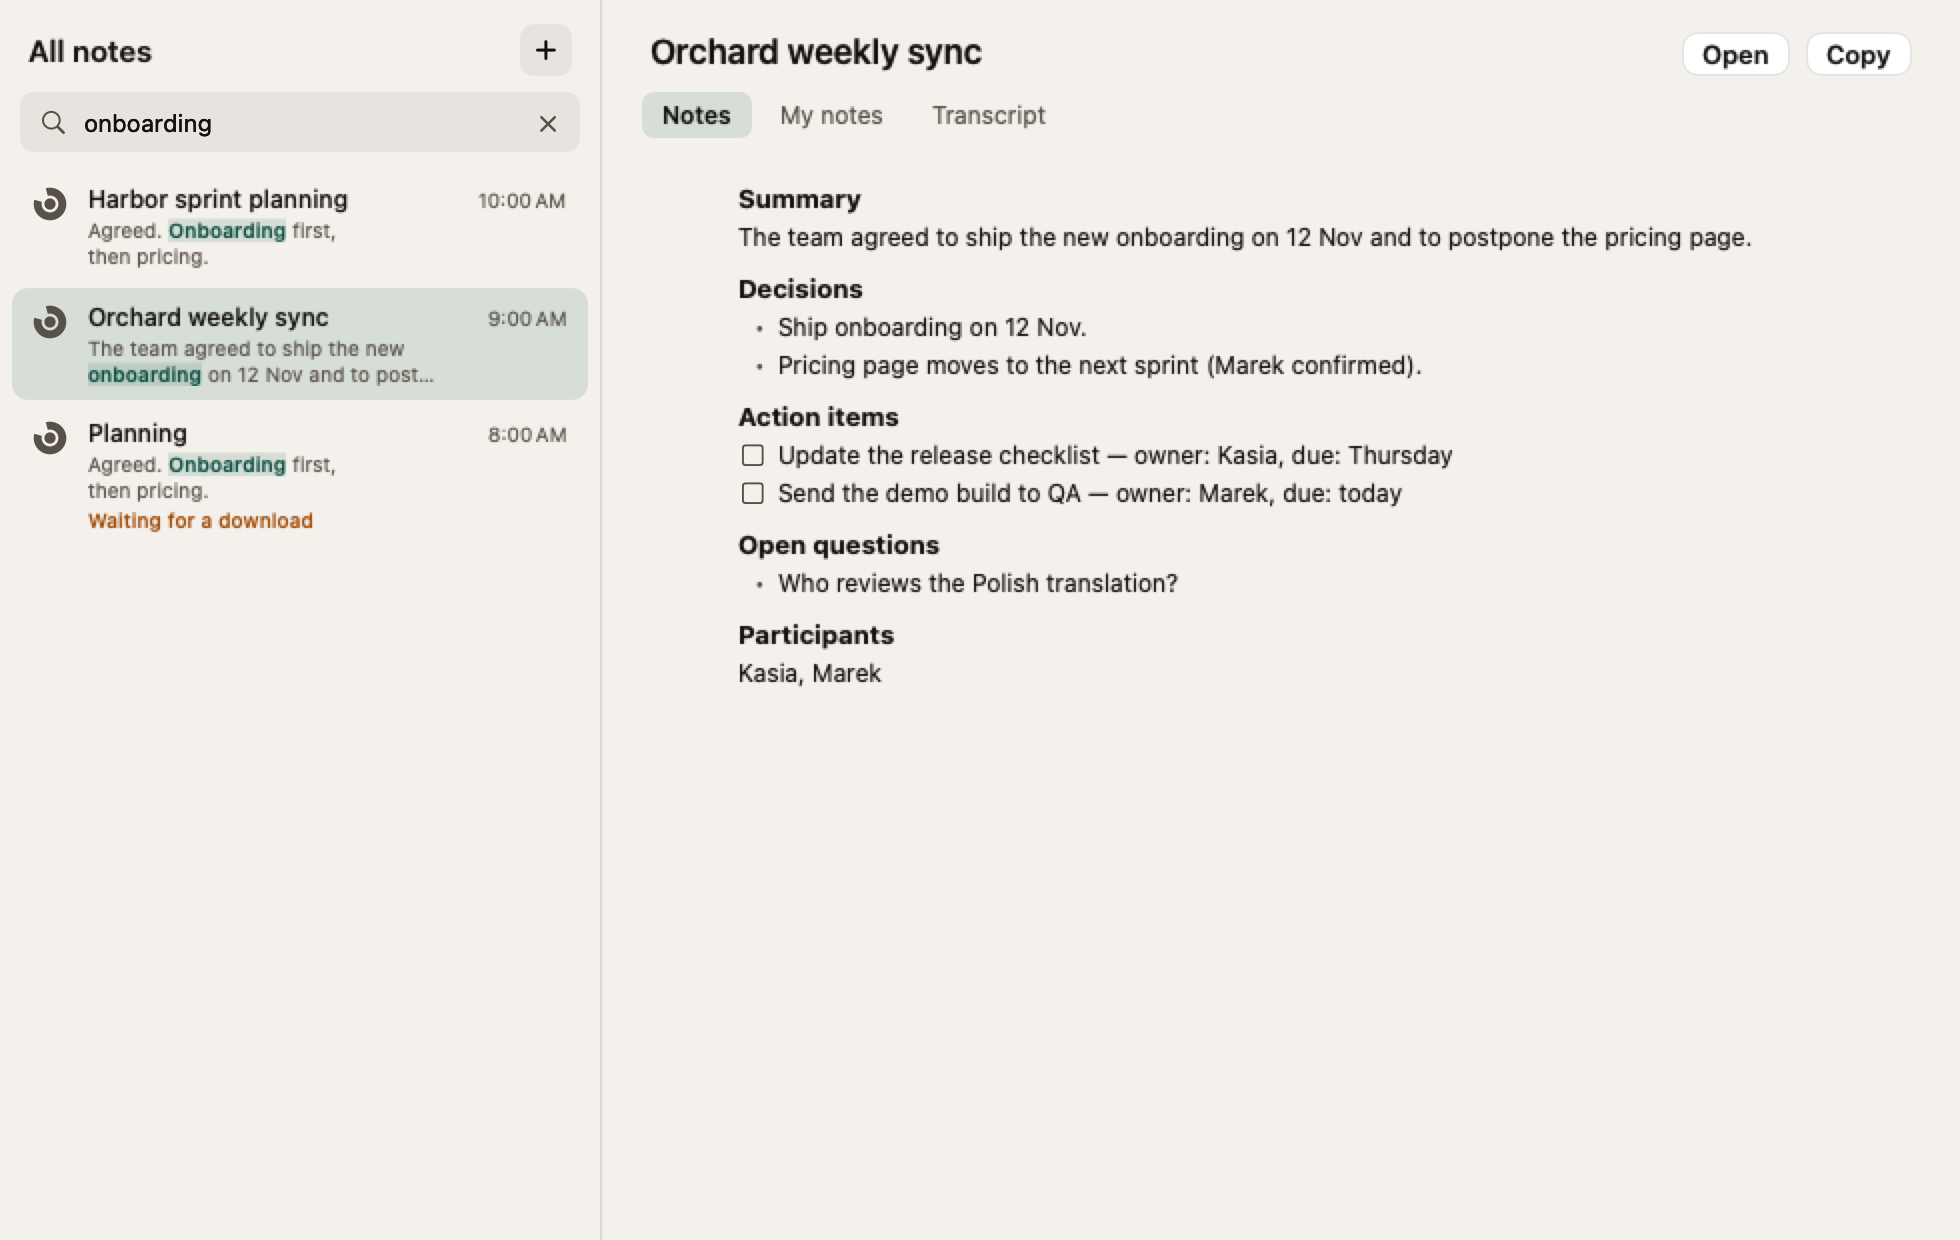 All notes
onboarding
Harbor sprint planning 10:00 AM
Agreed. Onboarding first,
then pricing.
Orchard weekly sync 9:00 AM
The team agreed to ship the new
onboarding on 12 Nov and to post...
Planning 8:00 AM
Agreed. Onboarding first,
then pricing.
Waiting for a download
Orchard weekly sync
Open Copy
Notes My notes Transcript
Summary
The team agreed to ship the new onboarding on 12 Nov and to postpone the pricing page.
Decisions
• Ship onboarding on 12 Nov.
• Pricing page moves to the next sprint (Marek confirmed).
Action items
Update the release checklist — owner: Kasia, due: Thursday
Send the demo build to QA — owner: Marek, due: today
Open questions
• Who reviews the Polish translation?
Participants
Kasia, Marek